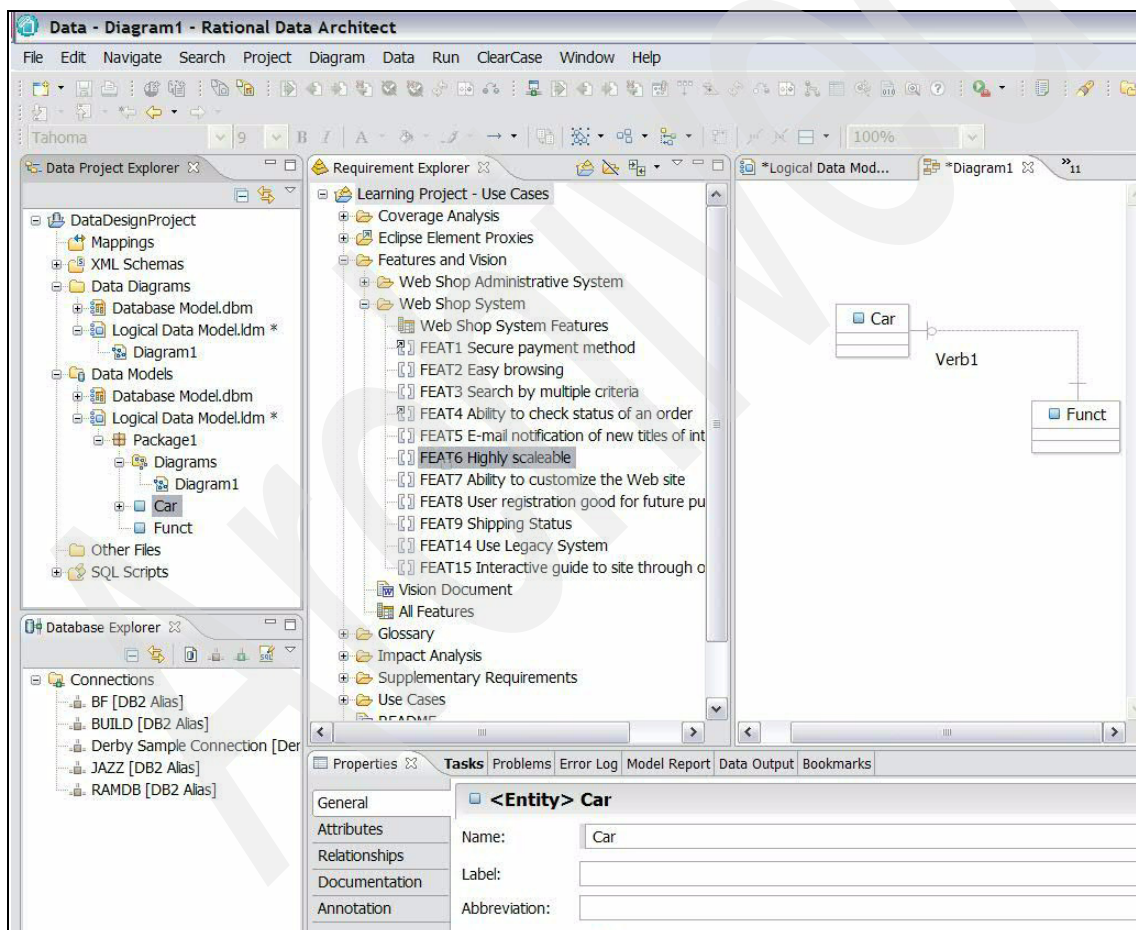 Data - Diagram1 - Rational Data Architect
File Edit Navigate Search Project Diagram Data Run ClearCase Window Help
Tahoma 9 B I A 100%
Data Project Explorer
DataDesignProject
Mappings
XML Schemas
Data Diagrams
Database Model.dbm
Logical Data Model.ldm *
Diagram1
Data Models
Database Model.dbm
Logical Data Model.ldm *
Package1
Diagrams
Diagram1
Car
Funct
Other Files
SQL Scripts
Database Explorer
Connections
BF [DB2 Alias]
BUILD [DB2 Alias]
Derby Sample Connection [Der
JAZZ [DB2 Alias]
RAMDB [DB2 Alias]
Requirement Explorer
Learning Project - Use Cases
Coverage Analysis
Eclipse Element Proxies
Features and Vision
Web Shop Administrative System
Web Shop System
Web Shop System Features
FEAT1 Secure payment method
FEAT2 Easy browsing
FEAT3 Search by multiple criteria
FEAT4 Ability to check status of an order
FEAT5 E-mail notification of new titles of int
FEAT6 Highly scaleable
FEAT7 Ability to customize the Web site
FEAT8 User registration good for future pu
FEAT9 Shipping Status
FEAT14 Use Legacy System
FEAT15 Interactive guide to site through o
Vision Document
All Features
Glossary
Impact Analysis
Supplementary Requirements
Use Cases
README
*Logical Data Mod... *Diagram1 »11
Car
Verb1
Funct
Properties Tasks Problems Error Log Model Report Data Output Bookmarks
General
Attributes
Relationships
Documentation
Annotation
<Entity> Car
Name: Car
Label:
Abbreviation:
Archived